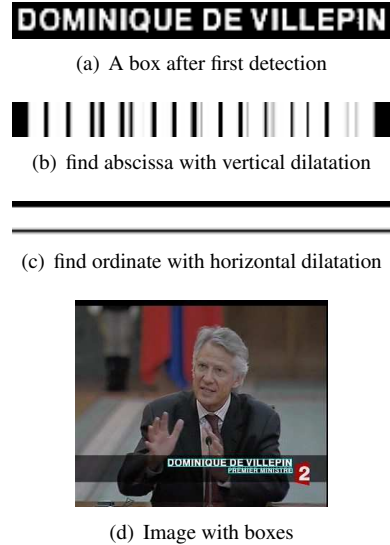 DOMINIQUE DE VILLEPIN
(a) A box after first detection
(b) find abscissa with vertical dilatation
(c) find ordinate with horizontal dilatation
DOMINIQUE DE VILLEPIN
PREMIER MINISTRE
2
(d) Image with boxes